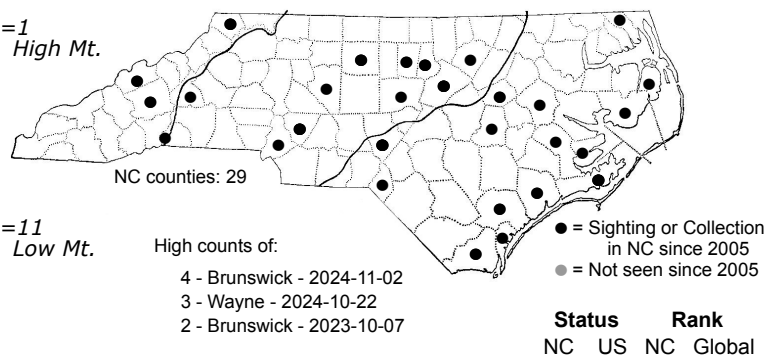 =1
High Mt.
NC counties: 29
=11
Low Mt.
High counts of:
4 - Brunswick - 2024-11-02
3 - Wayne - 2024-10-22
2 - Brunswick - 2023-10-07
● = Sighting or Collection
in NC since 2005
● = Not seen since 2005
Status Rank
NC US NC Global